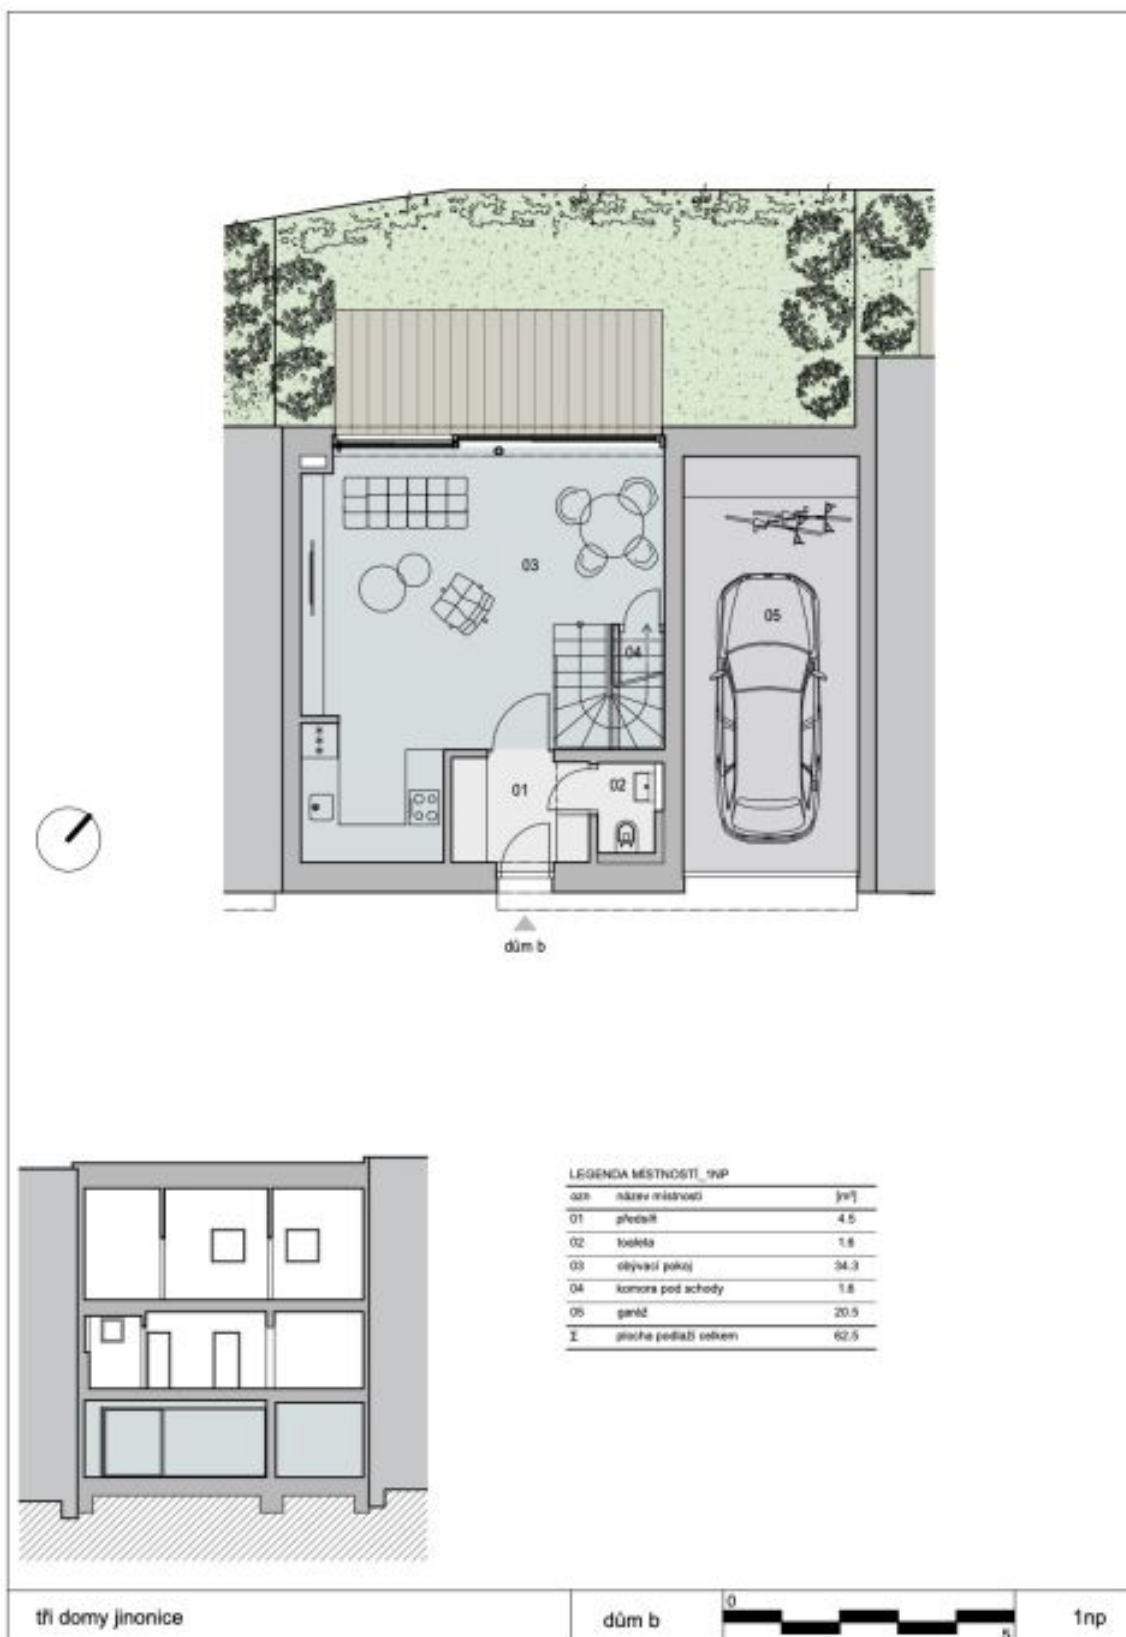 03
05
04
01
02
dům b
LEGENDA MÍSTNOSTÍ_1NP
ozn název místnosti [m²]
01 předsíň 4.5
02 toaleta 1.6
03 obývací pokoj 34.3
04 komora pod schody 1.6
05 garáž 20.5
Σ plocha podlaží celkem 62.5
tři domy jinonice
dům b
0
5
1np